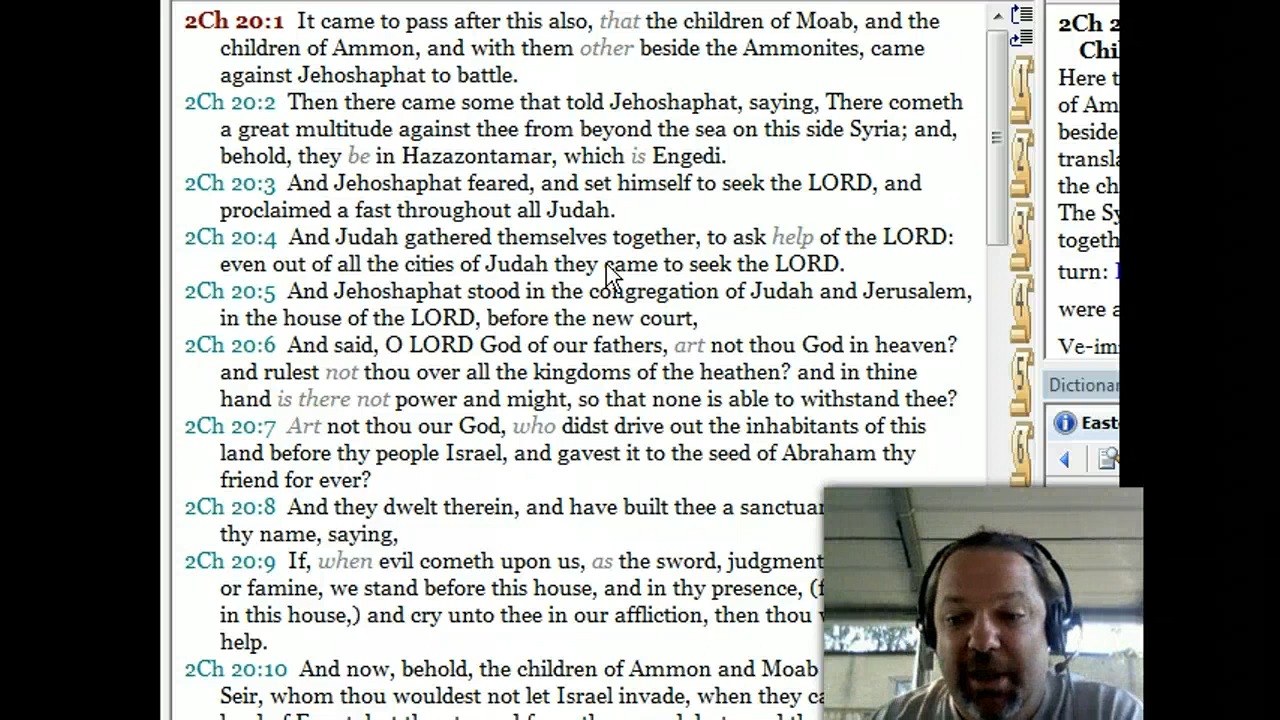 2Ch 20:1 It came to pass after this also, that the children of Moab, and the
children of Ammon, and with them other beside the Ammonites, came
against Jehoshaphat to battle.
2Ch 20:2 Then there came some that told Jehoshaphat, saying, There cometh
a great multitude against thee from beyond the sea on this side Syria; and,
behold, they be in Hazazontamar, which is Engedi.
2Ch 20:3 And Jehoshaphat feared, and set himself to seek the LORD, and
proclaimed a fast throughout all Judah.
2Ch 20:4 And Judah gathered themselves together, to ask help of the LORD:
even out of all the cities of Judah they came to seek the LORD.
2Ch 20:5 And Jehoshaphat stood in the congregation of Judah and Jerusalem,
in the house of the LORD, before the new court,
2Ch 20:6 And said, O LORD God of our fathers, art not thou God in heaven?
and rulest not thou over all the kingdoms of the heathen? and in thine
hand is there not power and might, so that none is able to withstand thee?
2Ch 20:7 Art not thou our God, who didst drive out the inhabitants of this
land before thy people Israel, and gavest it to the seed of Abraham thy
friend for ever?
2Ch 20:8 And they dwelt therein, and have built thee a sanctuar
thy name, saying,
2Ch 20:9 If, when evil cometh upon us, as the sword, judgment
or famine, we stand before this house, and in thy presence, (f
in this house,) and cry unto thee in our affliction, then thou
help.
2Ch 20:10 And now, behold, the children of Ammon and Moab
Seir, whom thou wouldest not let Israel invade, when they ca
1
2
3
4
5
6
2Ch 2
Chi
Here t
of Am
beside
transla
the ch
The Sy
togeth
turn:
were a
Ve-im
Dictionar
East